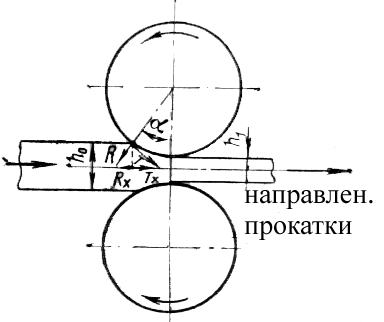 α
h₁
h₀
R
T
Rₓ
Tₓ
направлен.
прокатки